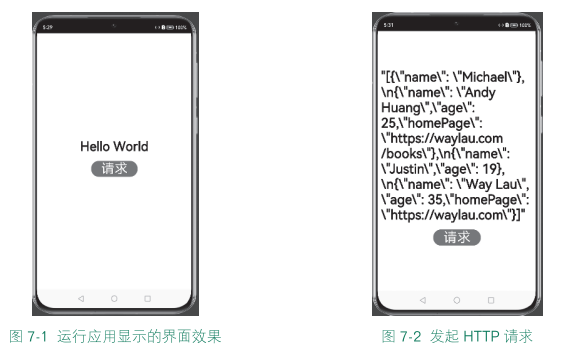 5:29
100%
Hello World
请求
图 7-1 运行应用显示的界面效果
5:31
100%
"[{\"name\": \"Michael\"},
\n{\"name\": \"Andy
Huang\",\"age\":
25,\"homePage\":
\"https://waylau.com
/books\"},\n{\"name\":
\"Justin\",\"age\": 19},
\n{\"name\": \"Way Lau\",
\"age\": 35,\"homePage\":
\"https://waylau.com\"}]"
请求
图 7-2 发起 HTTP 请求